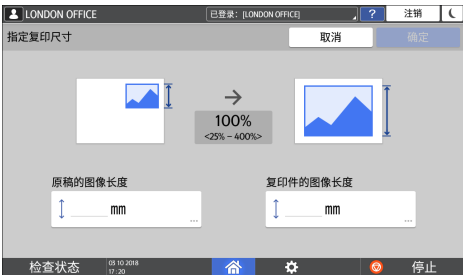 LONDON OFFICE
已登录: [LONDON OFFICE]
?
注销
指定复印尺寸
取消
确定
100%
<25% – 400%>
原稿的图像长度
复印件的图像长度
mm
...
mm
...
检查状态
03 10 2018
17 : 20
停止